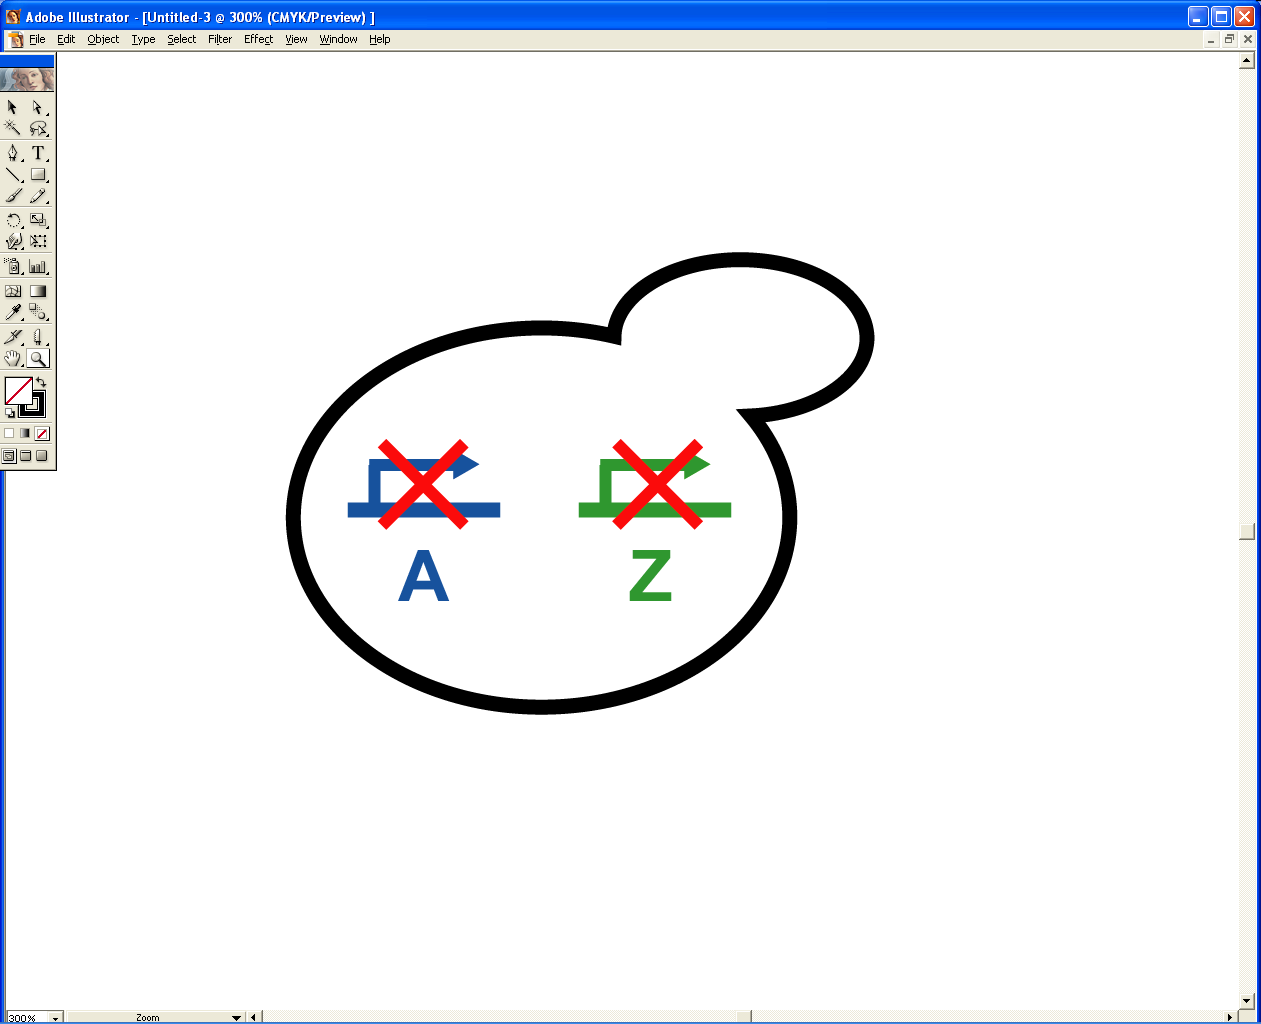 Adobe Illustrator - [Untitled-3 @ 300% (CMYK/Preview) ]
File Edit Object Type Select Filter Effect View Window Help
T
A Z
300% Zoom